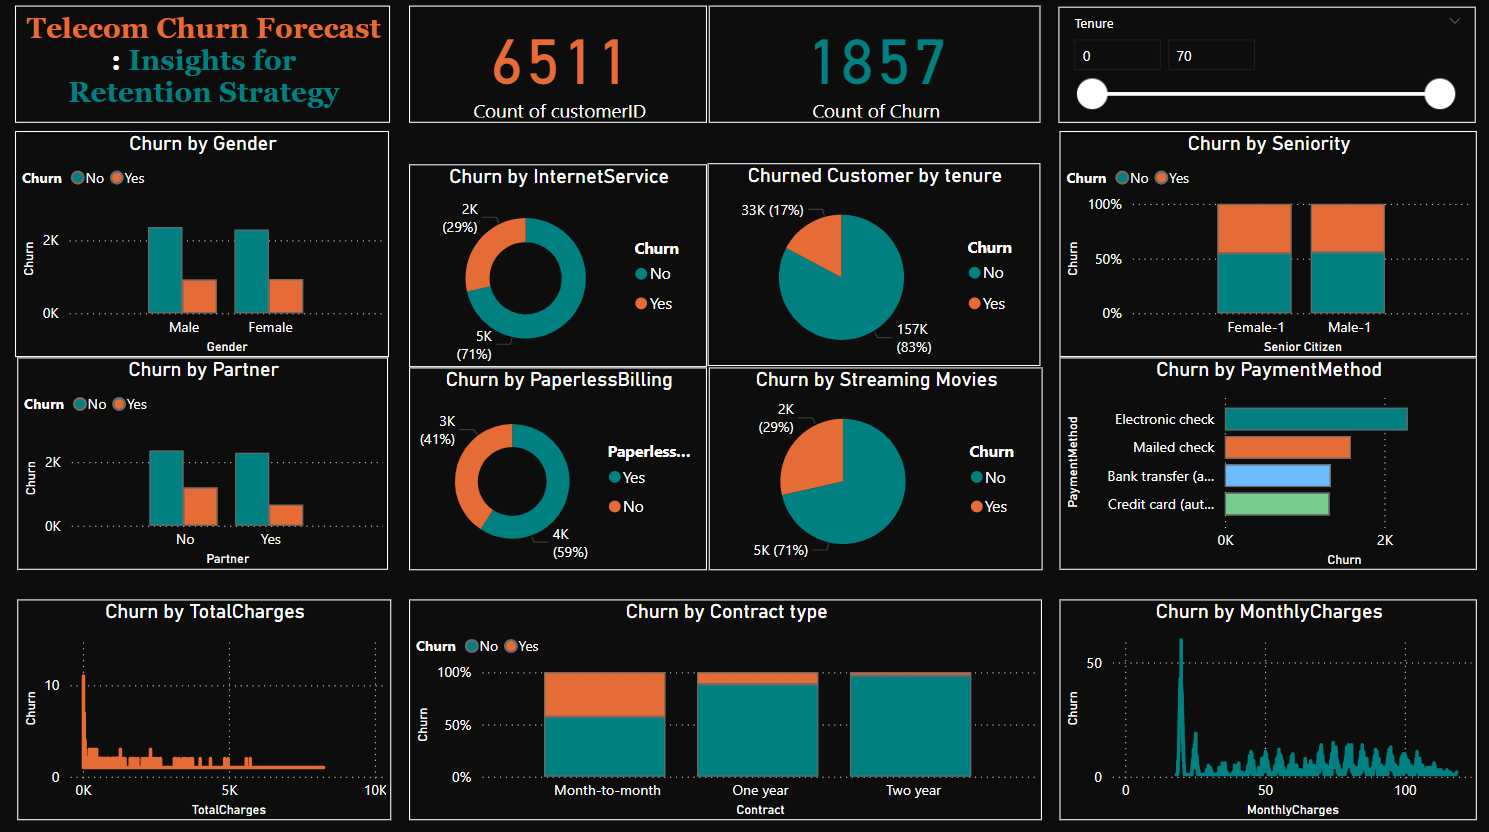 Telecom Churn Forecast
: Insights for
Retention Strategy
6511
Count of customerID
1857
Count of Churn
Tenure
0
70
Churn by Gender
Churn
No
Yes
Churn
2K
0K
Male
Female
Gender
Churn by InternetService
2K
(29%)
5K
(71%)
Churn
No
Yes
Churned Customer by tenure
33K (17%)
157K
(83%)
Churn
No
Yes
Churn by Seniority
Churn
No
Yes
Churn
100%
50%
0%
Female-1
Male-1
Senior Citizen
Churn by Partner
Churn
No
Yes
Churn
2K
0K
No
Yes
Partner
Churn by PaperlessBilling
3K
(41%)
4K
(59%)
Paperless...
Yes
No
Churn by Streaming Movies
2K
(29%)
5K (71%)
Churn
No
Yes
Churn by PaymentMethod
PaymentMethod
Electronic check
Mailed check
Bank transfer (a...
Credit card (aut...
0K
2K
Churn
Churn by TotalCharges
Churn
10
0
0K
5K
10K
TotalCharges
Churn by Contract type
Churn
No
Yes
Churn
100%
50%
0%
Month-to-month
One year
Two year
Contract
Churn by MonthlyCharges
Churn
50
0
0
50
100
MonthlyCharges